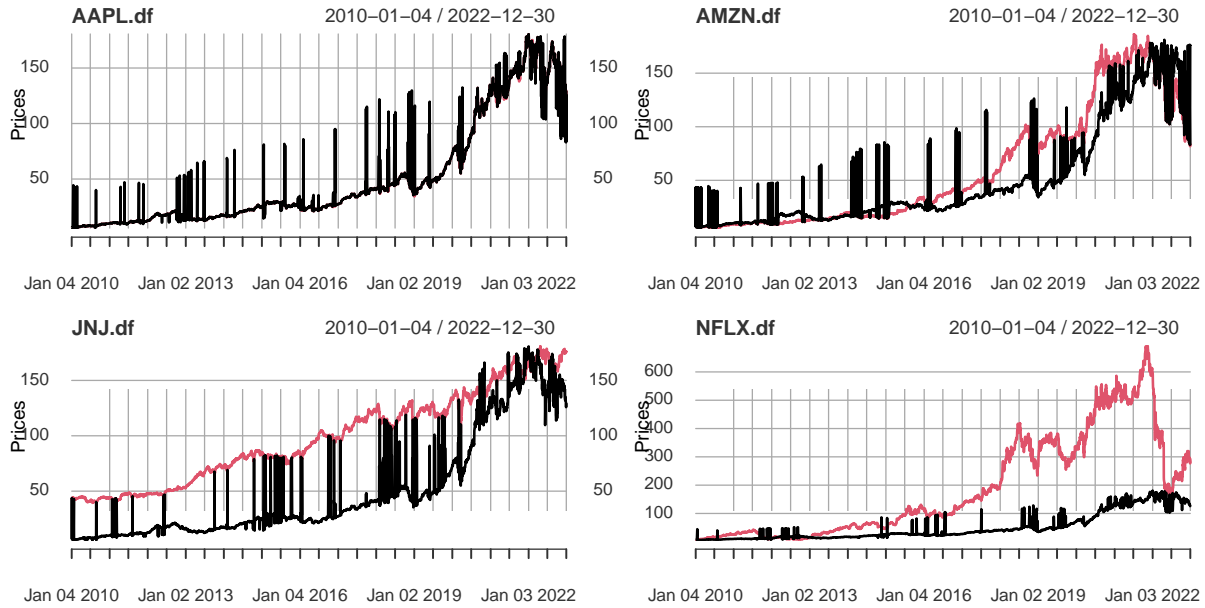 AAPL.df 2010−01−04 / 2022−12−30
150 150
100 100
50 50
Prices
Jan 04 2010 Jan 02 2013 Jan 04 2016 Jan 02 2019 Jan 03 2022
AMZN.df 2010−01−04 / 2022−12−30
150
100
50
Prices
Jan 04 2010 Jan 02 2013 Jan 04 2016 Jan 02 2019 Jan 03 2022
JNJ.df 2010−01−04 / 2022−12−30
150 150
100 100
50 50
Prices
Jan 04 2010 Jan 02 2013 Jan 04 2016 Jan 02 2019 Jan 03 2022
NFLX.df 2010−01−04 / 2022−12−30
600
500
400
300
200
100
Prices
Jan 04 2010 Jan 02 2013 Jan 04 2016 Jan 02 2019 Jan 03 2022